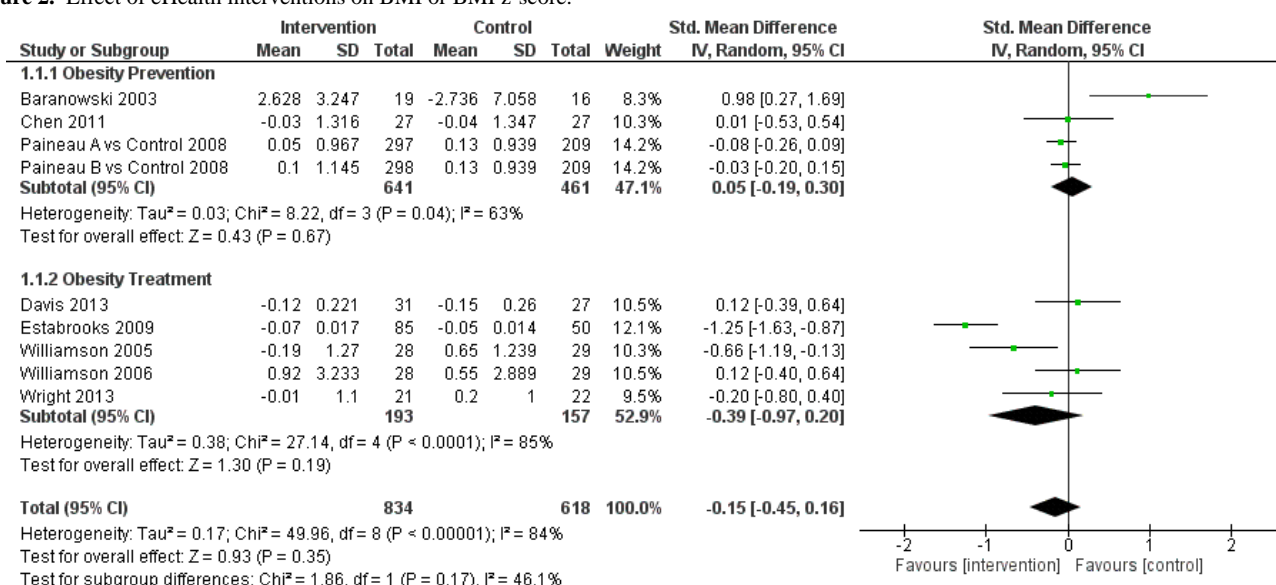 ure 2. Effect of eHealth interventions on BMI or BMI z-score.
Intervention Control Std. Mean Difference Std. Mean Difference
Study or Subgroup Mean SD Total Mean SD Total Weight IV, Random, 95% CI IV, Random, 95% CI
1.1.1 Obesity Prevention
Baranowski 2003 2.628 3.247 19 -2.736 7.058 16 8.3% 0.98 [0.27, 1.69]
Chen 2011 -0.03 1.316 27 -0.04 1.347 27 10.3% 0.01 [-0.53, 0.54]
Paineau A vs Control 2008 0.05 0.967 297 0.13 0.939 209 14.2% -0.08 [-0.26, 0.09]
Paineau B vs Control 2008 0.1 1.145 298 0.13 0.939 209 14.2% -0.03 [-0.20, 0.15]
Subtotal (95% CI) 641 461 47.1% 0.05 [-0.19, 0.30]
Heterogeneity: Tau² = 0.03; Chi² = 8.22, df = 3 (P = 0.04); I² = 63%
Test for overall effect: Z = 0.43 (P = 0.67)
1.1.2 Obesity Treatment
Davis 2013 -0.12 0.221 31 -0.15 0.26 27 10.5% 0.12 [-0.39, 0.64]
Estabrooks 2009 -0.07 0.017 85 -0.05 0.014 50 12.1% -1.25 [-1.63, -0.87]
Williamson 2005 -0.19 1.27 28 0.65 1.239 29 10.3% -0.66 [-1.19, -0.13]
Williamson 2006 0.92 3.233 28 0.55 2.889 29 10.5% 0.12 [-0.40, 0.64]
Wright 2013 -0.01 1.1 21 0.2 1 22 9.5% -0.20 [-0.80, 0.40]
Subtotal (95% CI) 193 157 52.9% -0.39 [-0.97, 0.20]
Heterogeneity: Tau² = 0.38; Chi² = 27.14, df = 4 (P < 0.0001); I² = 85%
Test for overall effect: Z = 1.30 (P = 0.19)
Total (95% CI) 834 618 100.0% -0.15 [-0.45, 0.16]
Heterogeneity: Tau² = 0.17; Chi² = 49.96, df = 8 (P < 0.00001); I² = 84%
Test for overall effect: Z = 0.93 (P = 0.35)
Test for subgroup differences: Chi² = 1.86, df = 1 (P = 0.17), I² = 46.1%
-2 -1 0 1 2
Favours [intervention] Favours [control]